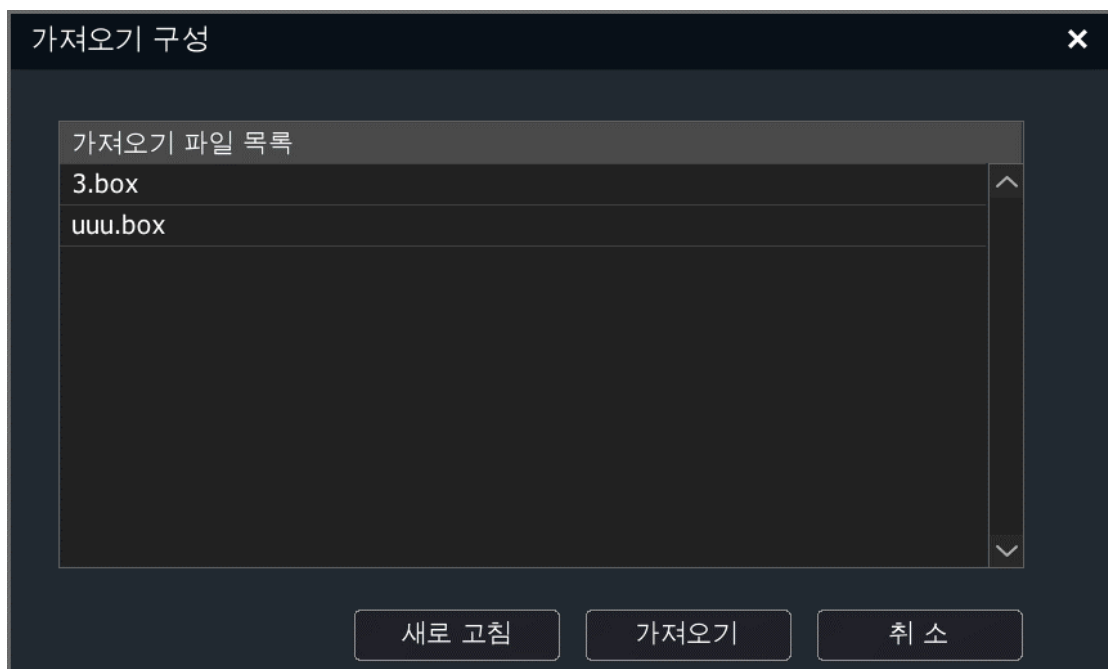 가져오기 구성
가져오기 파일 목록
3.box
uuu.box
새로 고침 가져오기 취 소